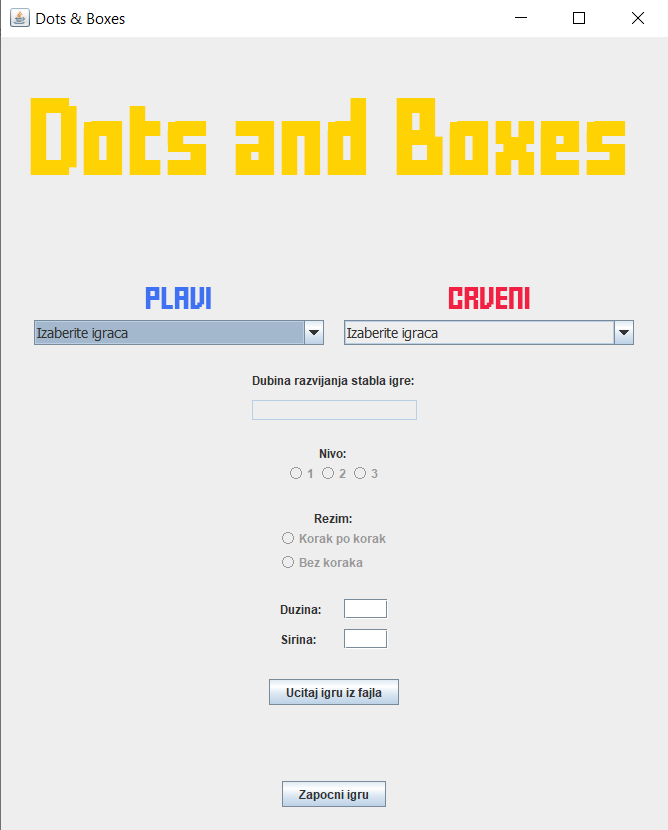 Dots & Boxes
Dots and Boxes
PLAVI CRVENI
Izaberite igraca Izaberite igraca
Dubina razvijanja stabla igre:
Nivo:
1 2 3
Rezim:
Korak po korak
Bez koraka
Duzina:
Sirina:
Ucitaj igru iz fajla
Zapocni igru